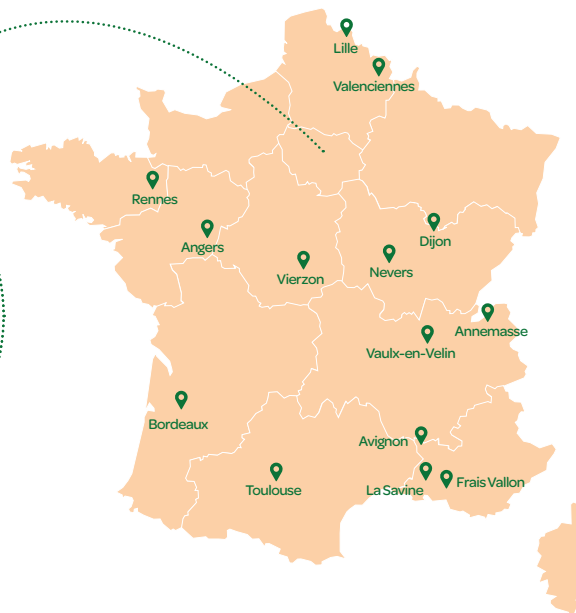 Lille
Valenciennes
Rennes
Angers
Dijon
Nevers
Vierzon
Annemasse
Vaulx-en-Velin
Bordeaux
Avignon
Toulouse
La Savine
Frais Vallon